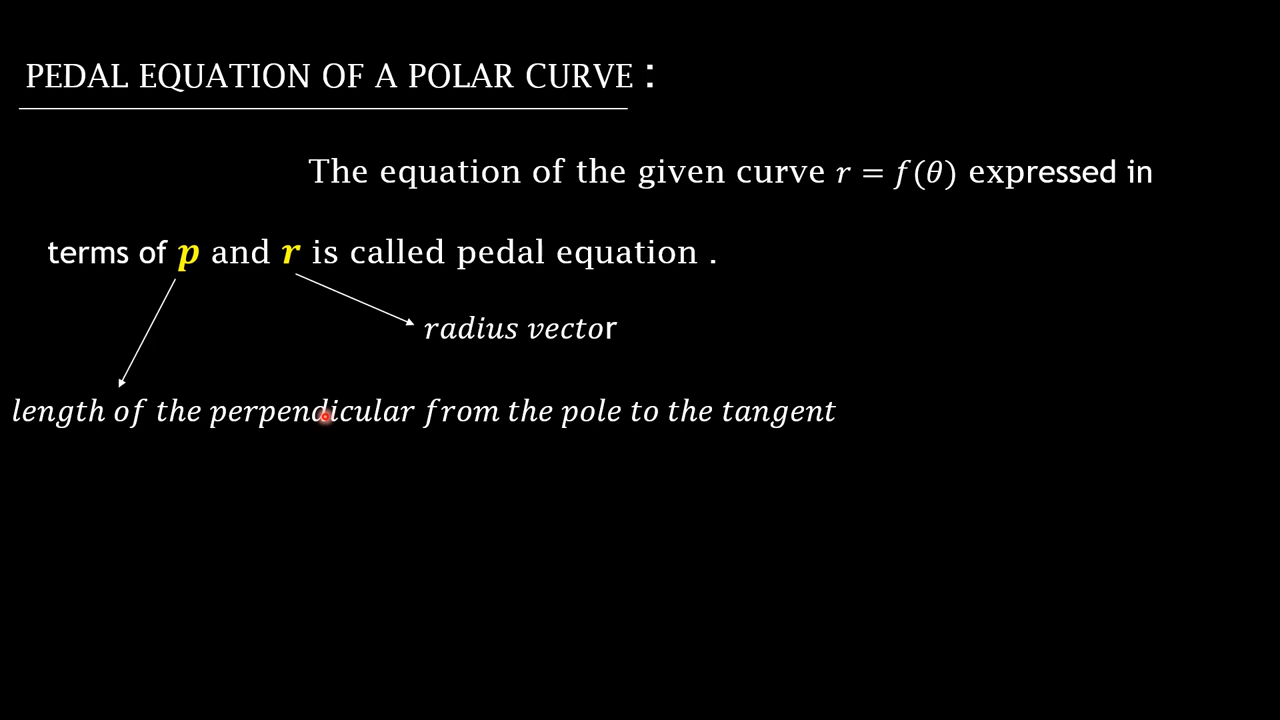 PEDAL EQUATION OF A POLAR CURVE :
The equation of the given curve r = f(θ) expressed in
terms of p and r is called pedal equation .
radius vector
length of the perpendicular from the pole to the tangent